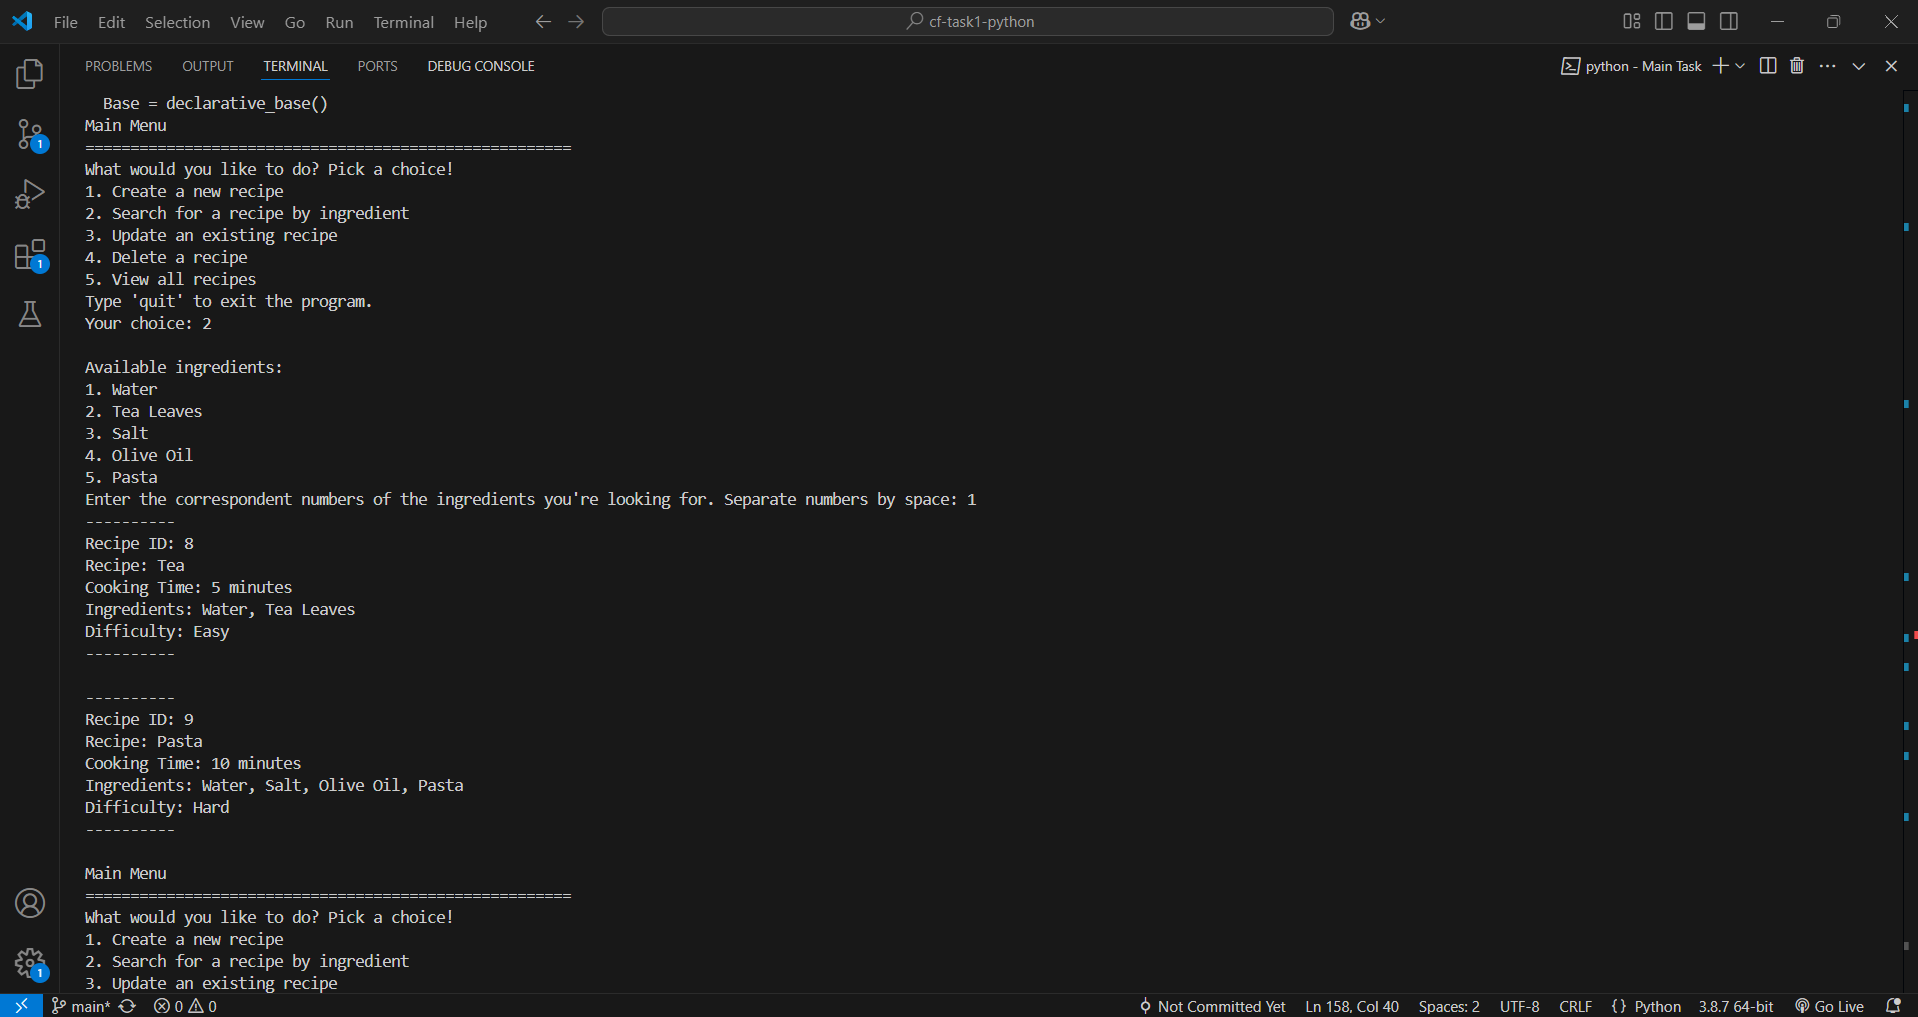 File Edit Selection View Go Run Terminal Help cf-task1-python
PROBLEMS OUTPUT TERMINAL PORTS DEBUG CONSOLE python - Main Task
Base = declarative_base()
Main Menu
======================================================
What would you like to do? Pick a choice!
1. Create a new recipe
2. Search for a recipe by ingredient
3. Update an existing recipe
4. Delete a recipe
5. View all recipes
Type 'quit' to exit the program.
Your choice: 2
Available ingredients:
1. Water
2. Tea Leaves
3. Salt
4. Olive Oil
5. Pasta
Enter the correspondent numbers of the ingredients you're looking for. Separate numbers by space: 1
----------
Recipe ID: 8
Recipe: Tea
Cooking Time: 5 minutes
Ingredients: Water, Tea Leaves
Difficulty: Easy
----------
----------
Recipe ID: 9
Recipe: Pasta
Cooking Time: 10 minutes
Ingredients: Water, Salt, Olive Oil, Pasta
Difficulty: Hard
----------
Main Menu
======================================================
What would you like to do? Pick a choice!
1. Create a new recipe
2. Search for a recipe by ingredient
3. Update an existing recipe
1
1
1
main* 0 0 Not Committed Yet Ln 158, Col 40 Spaces: 2 UTF-8 CRLF {} Python 3.8.7 64-bit Go Live